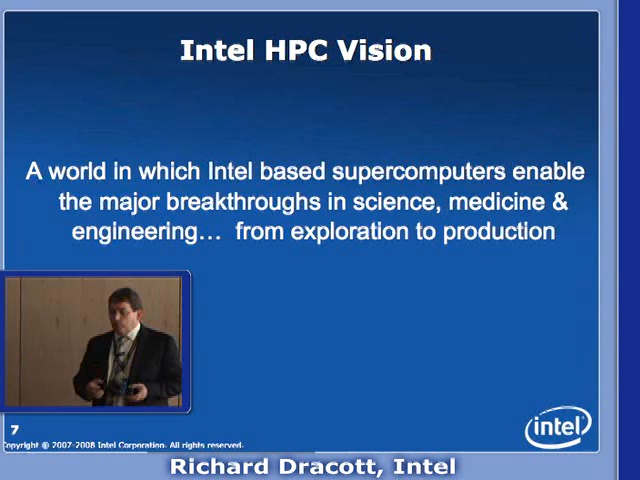 Intel HPC Vision
A world in which Intel based supercomputers enable
the major breakthroughs in science, medicine &
engineering… from exploration to production
7
Copyright © 2007-2008 Intel Corporation. All rights reserved.
intel
Richard Dracott, Intel